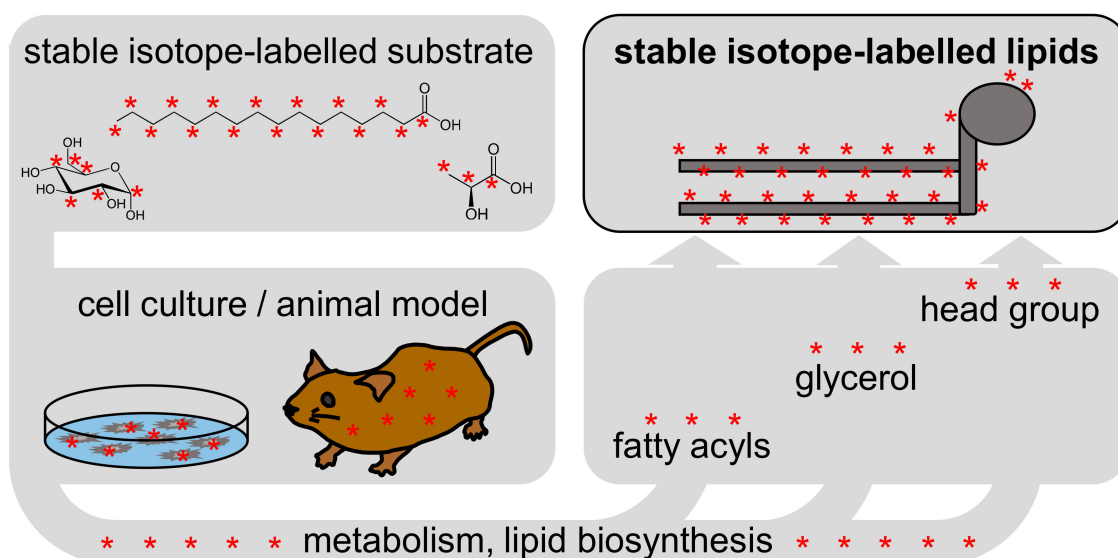 stable isotope-labelled substrate
O
OH
OH
HO
HO
O
OH
OH
O
OH
OH
stable isotope-labelled lipids
cell culture / animal model
head group
glycerol
fatty acyls
* * * * * metabolism, lipid biosynthesis * * * * *